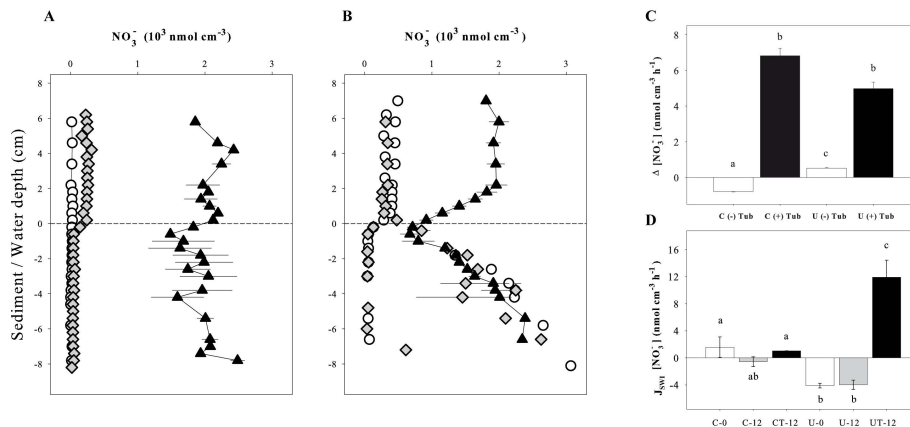 A
NO3- (10^3 nmol cm-3)
0 1 2 3
Sediment / Water depth (cm)
8
6
4
2
0
-2
-4
-6
-8
B
NO3- (10^3 nmol cm-3)
0 1 2 3
8
6
4
2
0
-2
-4
-6
-8
C
Δ [NO3-] (nmol cm-3 h-1)
8
6
4
2
0
a
b
c
b
C (-) Tub C (+) Tub U (-) Tub U (+) Tub
D
JSWI [NO3-] (nmol cm-3 h-1)
16
12
8
4
0
-4
a
ab
a
b
b
c
C-0 C-12 CT-12 U-0 U-12 UT-12